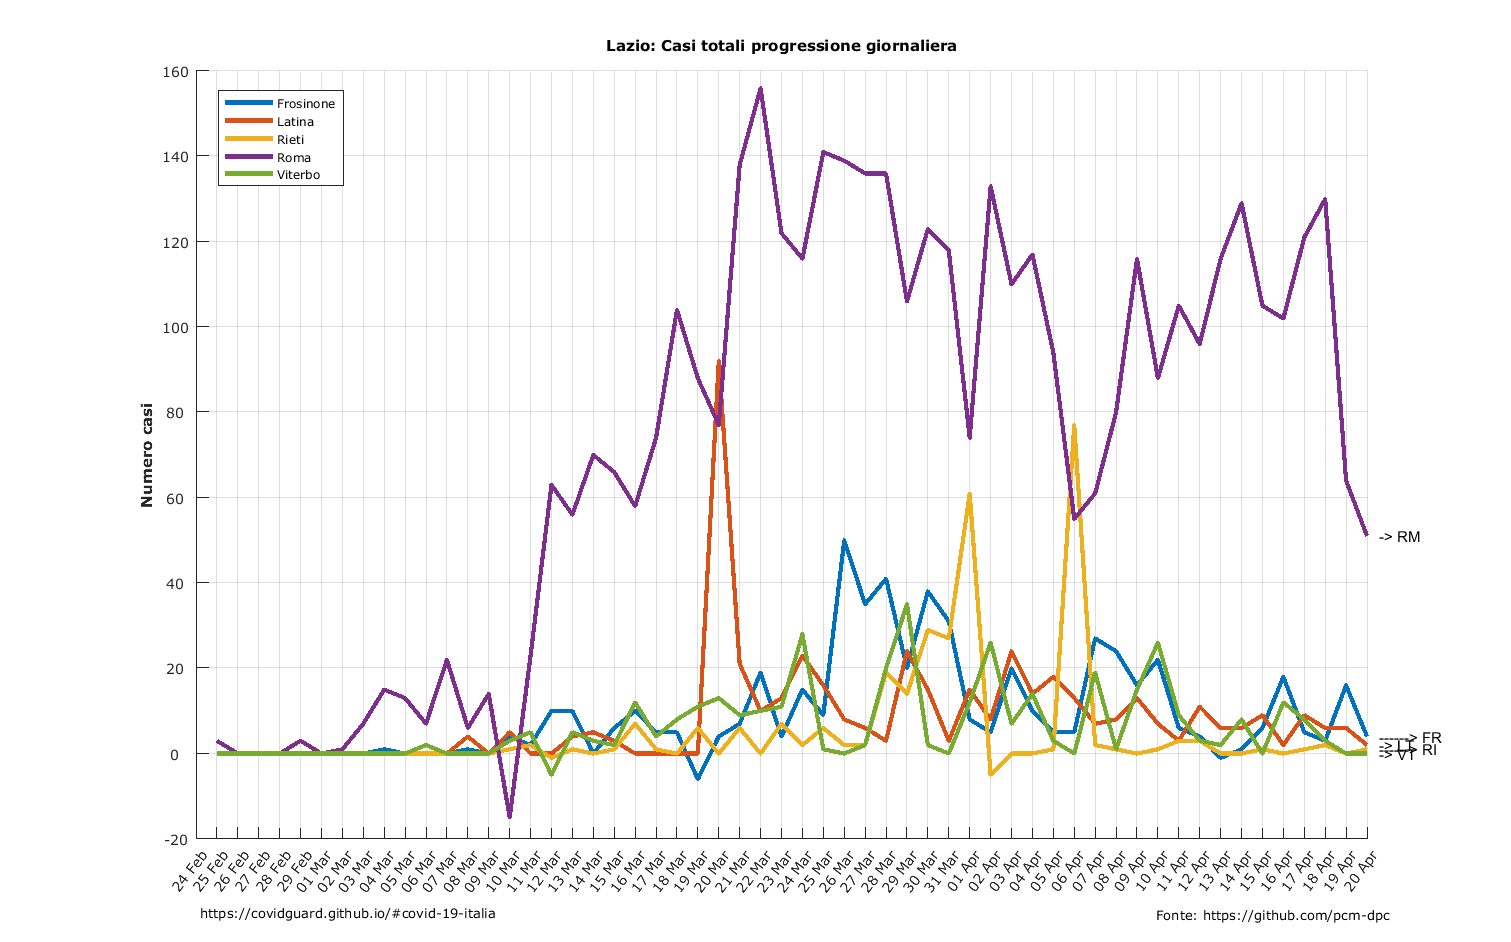 Lazio: Casi totali progressione giornaliera
160
140
120
100
80
60
40
20
0
-20
Numero casi
Frosinone
Latina
Rieti
Roma
Viterbo
-> RM
------> FR
-> LT
------> RI
-> VT
24 Feb
25 Feb
26 Feb
27 Feb
28 Feb
29 Feb
01 Mar
02 Mar
03 Mar
04 Mar
05 Mar
06 Mar
07 Mar
08 Mar
09 Mar
10 Mar
11 Mar
12 Mar
13 Mar
14 Mar
15 Mar
16 Mar
17 Mar
18 Mar
19 Mar
20 Mar
21 Mar
22 Mar
23 Mar
24 Mar
25 Mar
26 Mar
27 Mar
28 Mar
29 Mar
30 Mar
31 Mar
01 Apr
02 Apr
03 Apr
04 Apr
05 Apr
06 Apr
07 Apr
08 Apr
09 Apr
10 Apr
11 Apr
12 Apr
13 Apr
14 Apr
15 Apr
16 Apr
17 Apr
18 Apr
19 Apr
20 Apr
https://covidguard.github.io/#covid-19-italia
Fonte: https://github.com/pcm-dpc